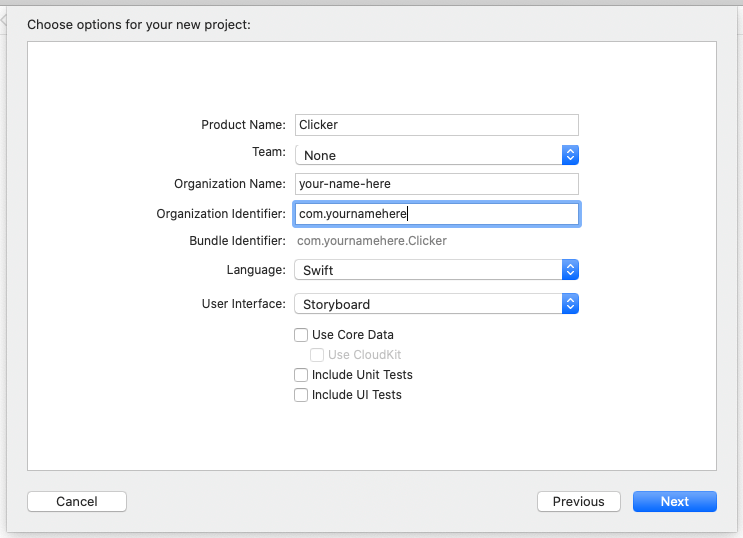 Choose options for your new project:
Product Name: Clicker
Team: None
Organization Name: your-name-here
Organization Identifier: com.yournamehere
Bundle Identifier: com.yournamehere.Clicker
Language: Swift
User Interface: Storyboard
Use Core Data
Use CloudKit
Include Unit Tests
Include UI Tests
Cancel Previous Next